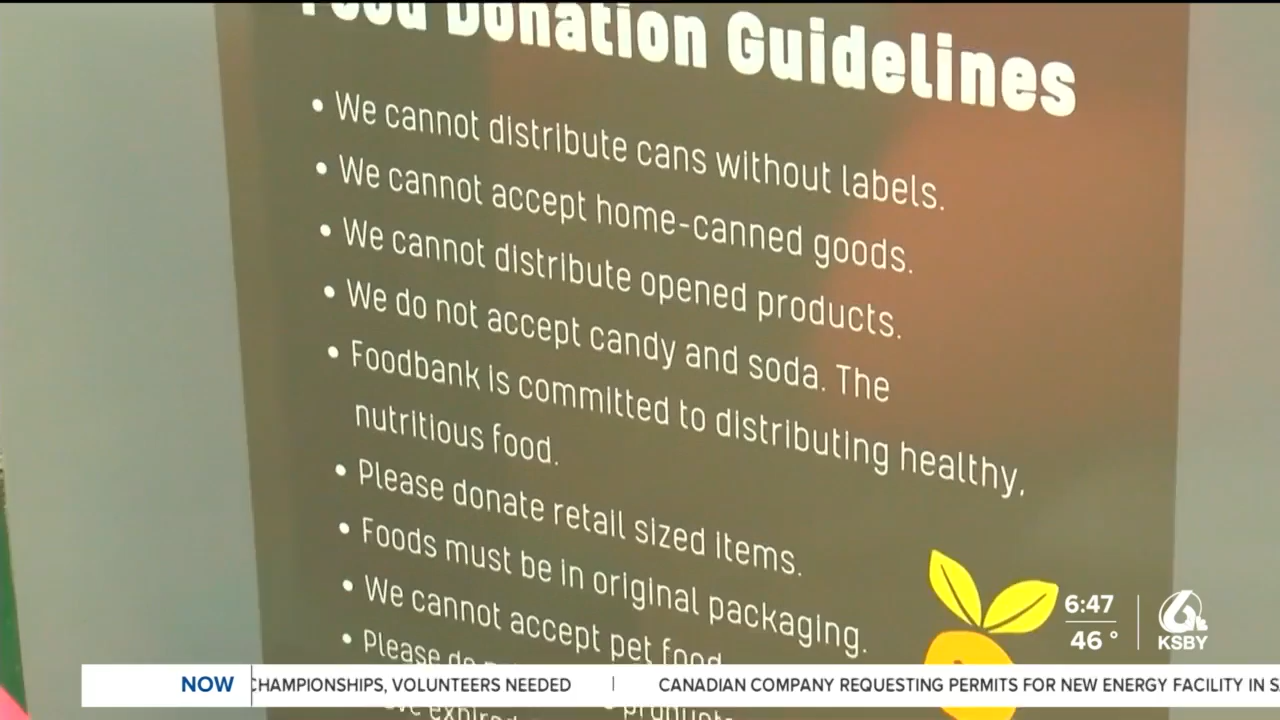 Food Donation Guidelines
• We cannot distribute cans without labels.
• We cannot accept home-canned goods.
• We cannot distribute opened products.
• We do not accept candy and soda. The
• Foodbank is committed to distributing healthy,
nutritious food.
• Please donate retail sized items.
• Foods must be in original packaging.
• We cannot accept pet food.
• Please
expired
6:47
46 °
6
KSBY
NOW
CHAMPIONSHIPS, VOLUNTEERS NEEDED | CANADIAN COMPANY REQUESTING PERMITS FOR NEW ENERGY FACILITY IN S